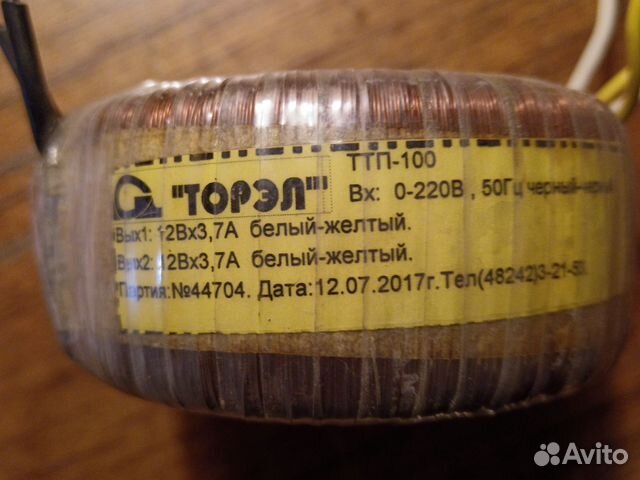 ТТП-100
"ТОРЭЛ" Вх: 0-220В , 50Гц черный-черный
Вых1: 12Вх3,7А белый-желтый.
Вых2: 12Вх3,7А белый-желтый.
Партия:№44704. Дата:12.07.2017г.Тел(48242)3-21-
Avito